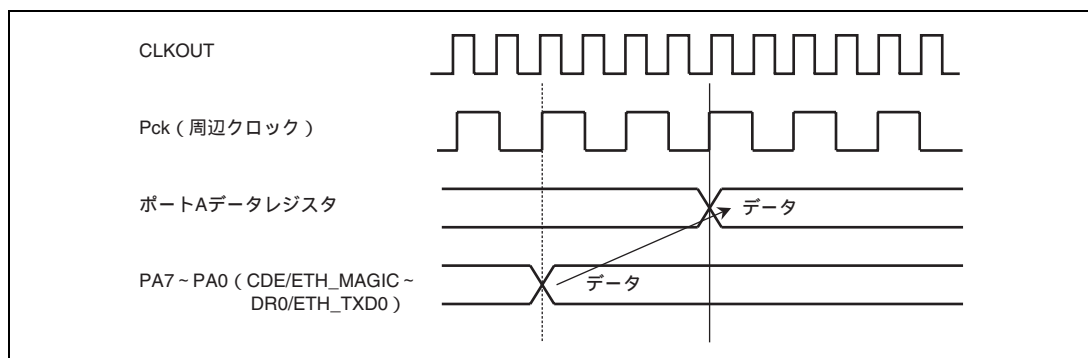 CLKOUT
Pck（周辺クロック）
ポートAデータレジスタ
データ
PA7～PA0（CDE/ETH_MAGIC～
データ
DR0/ETH_TXD0）